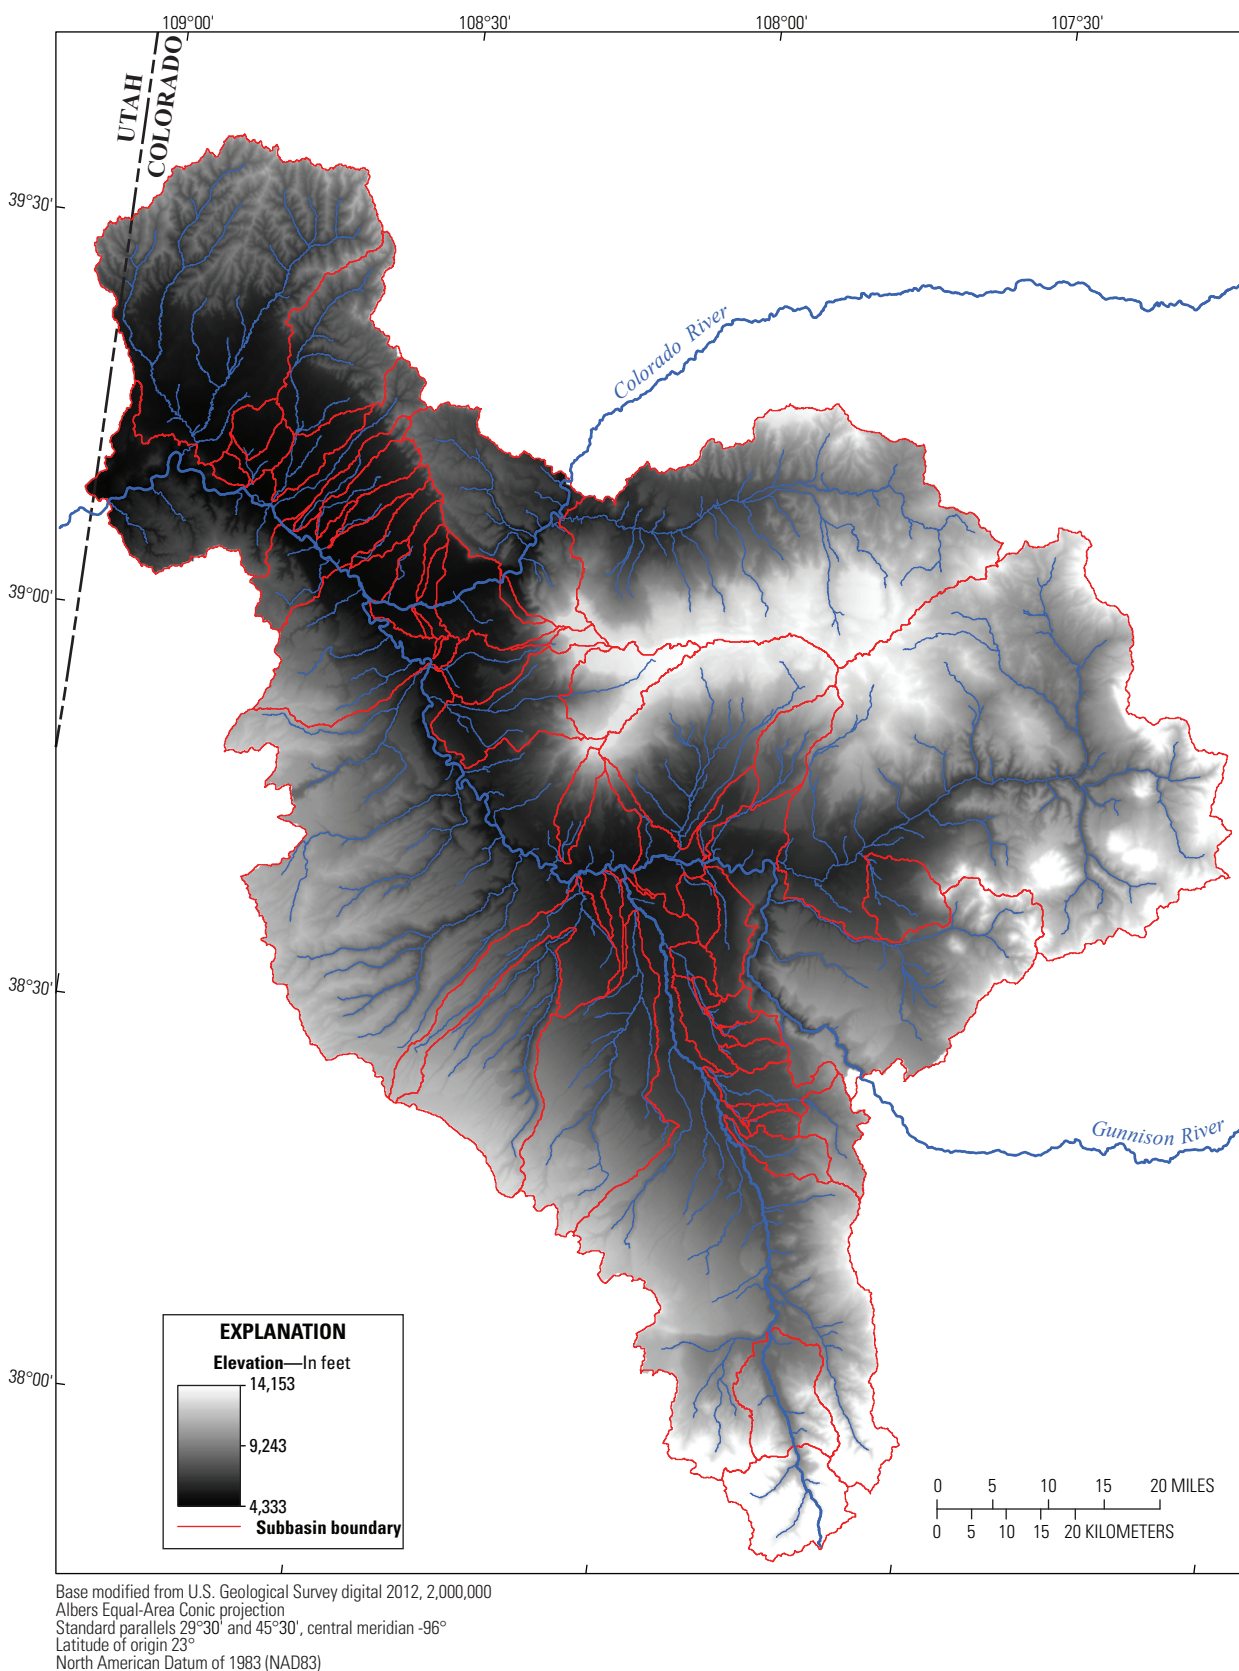 109°00' 108°30' 108°00' 107°30'
UTAH
COLORADO
39°30'
Colorado River
39°00'
38°30'
Gunnison River
38°00'
EXPLANATION
Elevation—In feet
14,153
9,243
4,333
Subbasin boundary
0 5 10 15 20 MILES
0 5 10 15 20 KILOMETERS
Base modified from U.S. Geological Survey digital 2012, 2,000,000
Albers Equal-Area Conic projection
Standard parallels 29°30' and 45°30', central meridian -96°
Latitude of origin 23°
North American Datum of 1983 (NAD83)